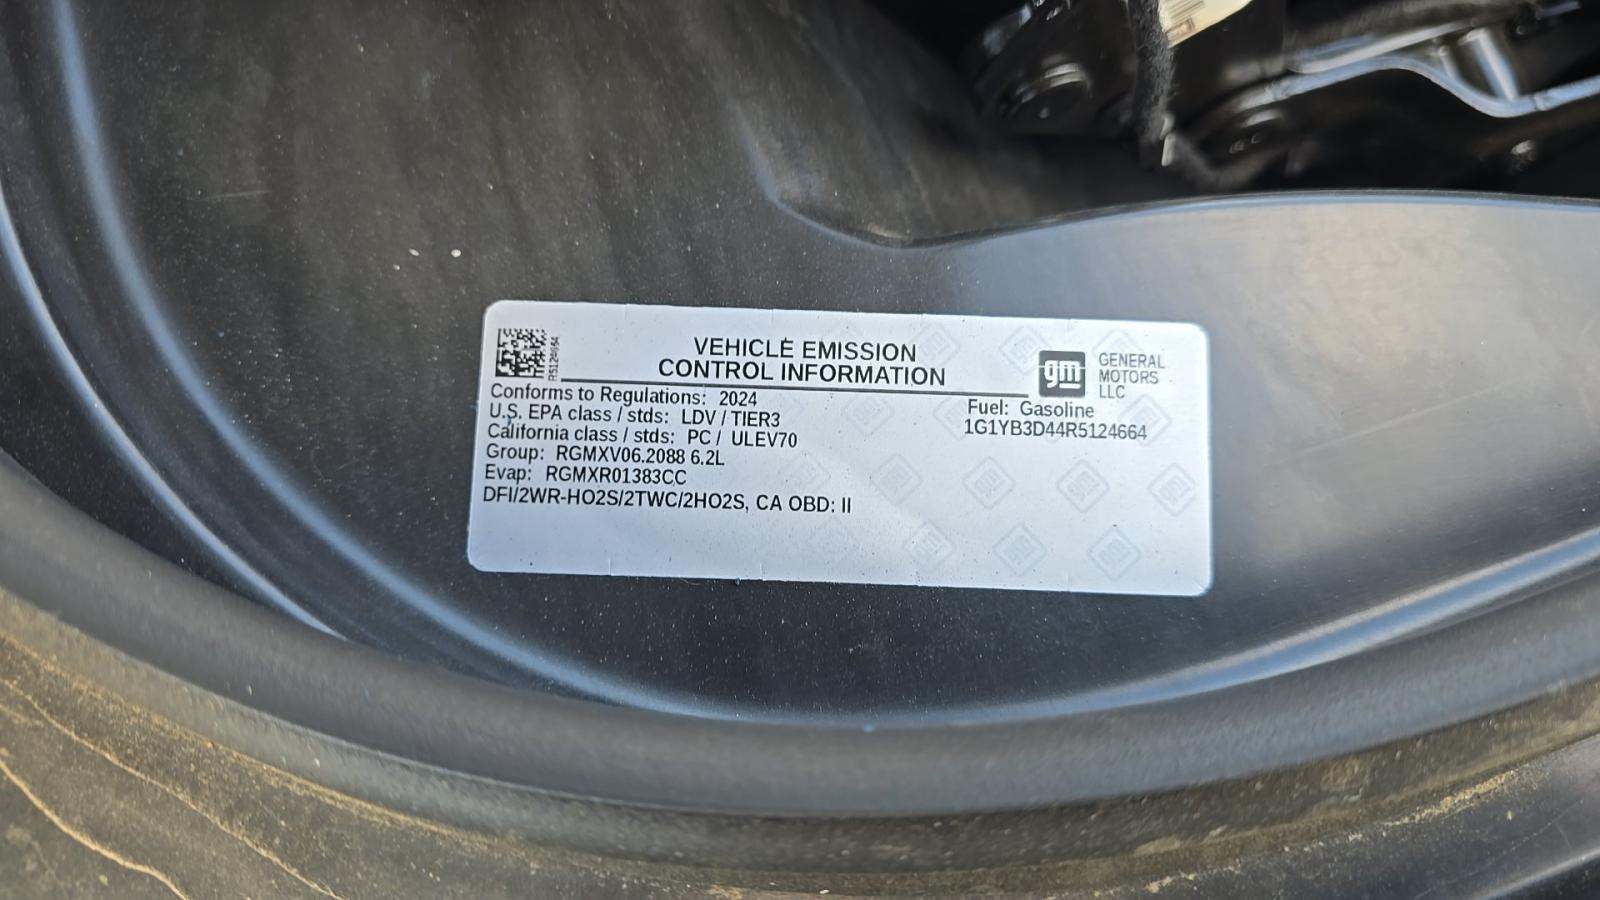 VEHICLE EMISSION
CONTROL INFORMATION
gm
GENERAL
MOTORS
LLC
R5124664
Conforms to Regulations: 2024
U.S. EPA class / stds: LDV / TIER3
California class / stds: PC / ULEV70
Group: RGMXV06.2088 6.2L
Evap: RGMXR01383CC
DFI/2WR-HO2S/2TWC/2HO2S, CA OBD: II
Fuel: Gasoline
1G1YB3D44R5124664